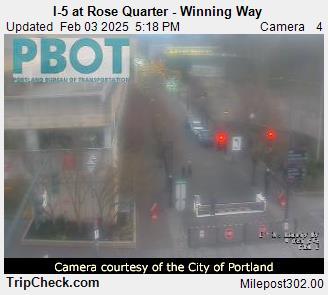 I-5 at Rose Quarter - Winning Way
Updated Feb 03 2025 5:18 PM Camera 4
PBOT
PORTLAND BUREAU OF TRANSPORTATION
Camera courtesy of the City of Portland
TripCheck.com Milepost302.00